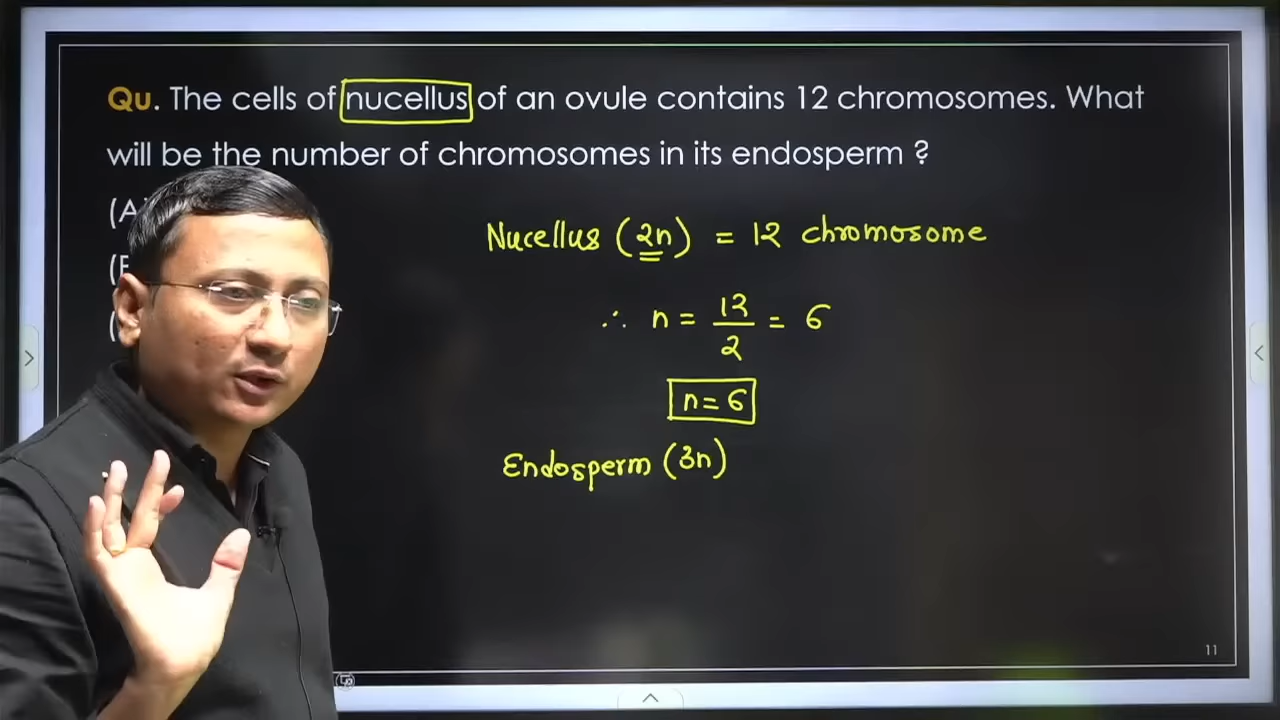 Qu. The cells of nucellus of an ovule contains 12 chromosomes. What
will be the number of chromosomes in its endosperm ?
(A)
(
(
Nucellus (2n) = 12 chromosome
∴ n = 12/2 = 6
n = 6
Endosperm (3n)
11